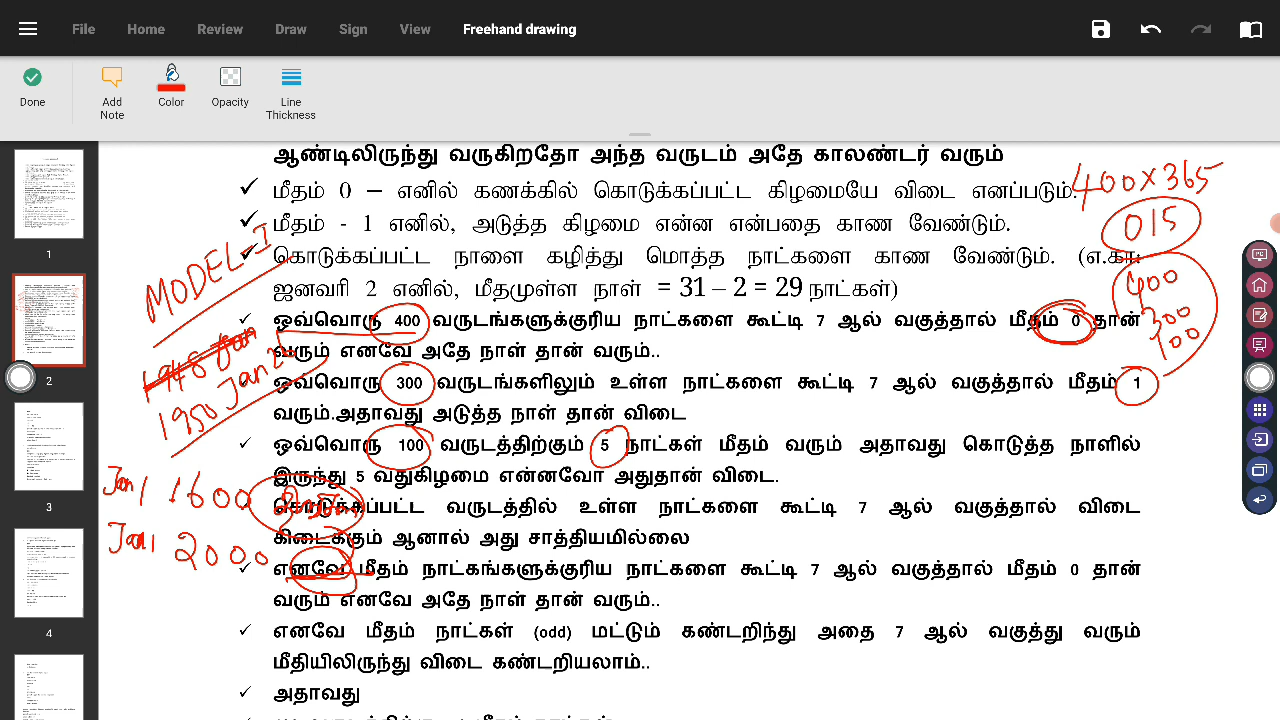 File Home Review Draw Sign View Freehand drawing
Done Add Note Color Opacity Line Thickness
ஆண்டிலிருந்து வருகிறதோ அந்த வருடம் அதே காலண்டர் வரும்
✓ மீதம் 0 – எனில் கணக்கில் கொடுக்கப்பட்ட கிழமையே விடை எனப்படும்.
400×365
✓ மீதம் - 1 எனில், அடுத்த கிழமை என்ன என்பதை காண வேண்டும்.
015
✓ கொடுக்கப்பட்ட நாளை கழித்து மொத்த நாட்களை காண வேண்டும். (எ.கா:
MODEL-I
400
ஜனவரி 2 எனில், மீதமுள்ள நாள் = 31 – 2 = 29 நாட்கள்)
300
✓ ஒவ்வொரு 400 வருடங்களுக்குரிய நாட்களை கூட்டி 7 ஆல் வகுத்தால் மீதம் 0 தான்
100
1948 Jan
வரும் எனவே அதே நாள் தான் வரும்..
1950 Jan 26
✓ ஒவ்வொரு 300 வருடங்களிலும் உள்ள நாட்களை கூட்டி 7 ஆல் வகுத்தால் மீதம் 1
வரும்.அதாவது அடுத்த நாள் தான் விடை
✓ ஒவ்வொரு 100 வருடத்திற்கும் 5 நாட்கள் மீதம் வரும் அதாவது கொடுத்த நாளில்
இருந்து 5 வதுகிழமை என்னவோ அதுதான் விடை.
Jan 1 1600
✓ கொடுக்கப்பட்ட வருடத்தில் உள்ள நாட்களை கூட்டி 7 ஆல் வகுத்தால் விடை
கிடைக்கும் ஆனால் அது சாத்தியமில்லை
Jan 1 2000
✓ எனவே மீதம் நாட்கங்களுக்குரிய நாட்களை கூட்டி 7 ஆல் வகுத்தால் மீதம் 0 தான்
வரும் எனவே அதே நாள் தான் வரும்..
✓ எனவே மீதம் நாட்கள் (odd) மட்டும் கண்டறிந்து அதை 7 ஆல் வகுத்து வரும்
மீதியிலிருந்து விடை கண்டறியலாம்..
✓ அதாவது
1
2
3
4